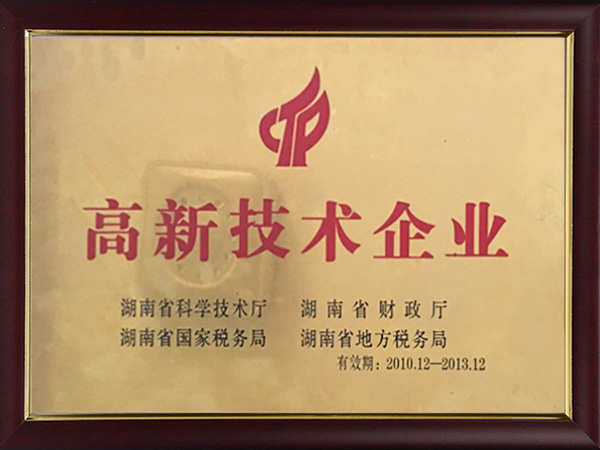 CTP
高新技术企业
湖南省科学技术厅 湖南省财政厅
湖南省国家税务局 湖南省地方税务局
有效期：2010.12—2013.12